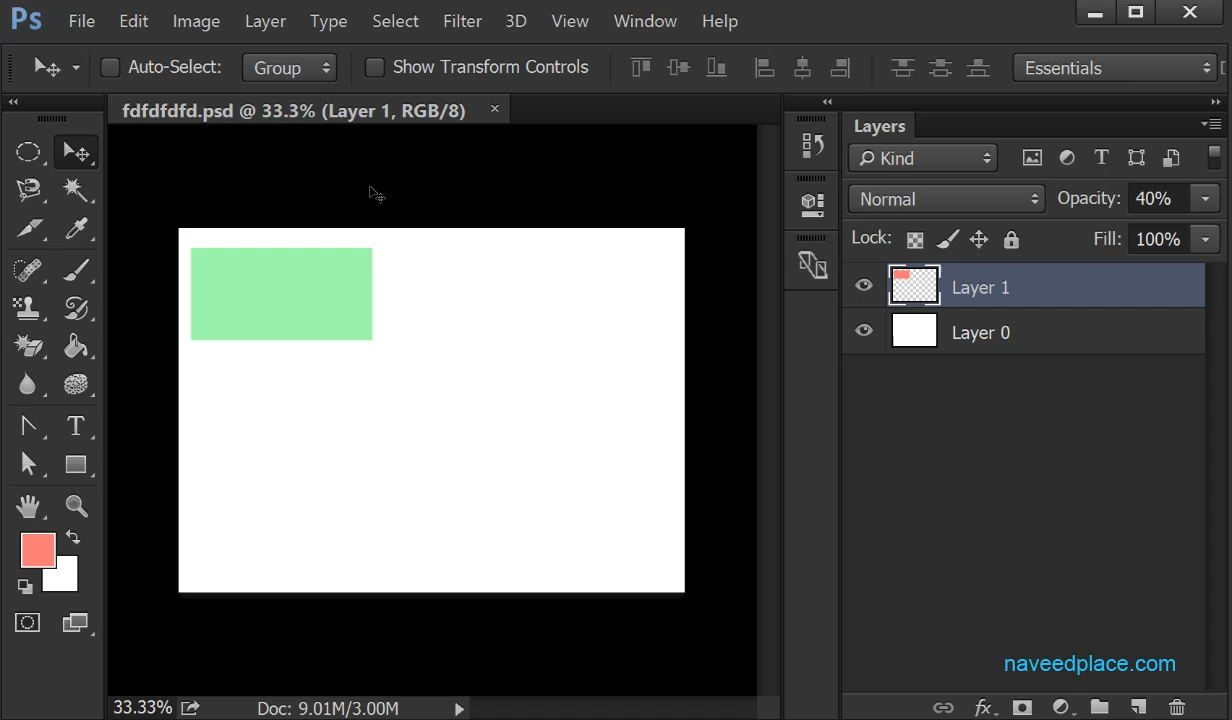 Ps File Edit Image Layer Type Select Filter 3D View Window Help
Auto-Select: Group Show Transform Controls Essentials
fdfdfdfd.psd @ 33.3% (Layer 1, RGB/8) ×
Layers
Kind
Normal Opacity: 40%
Lock: Fill: 100%
Layer 1
Layer 0
naveedplace.com
33.33% Doc: 9.01M/3.00M